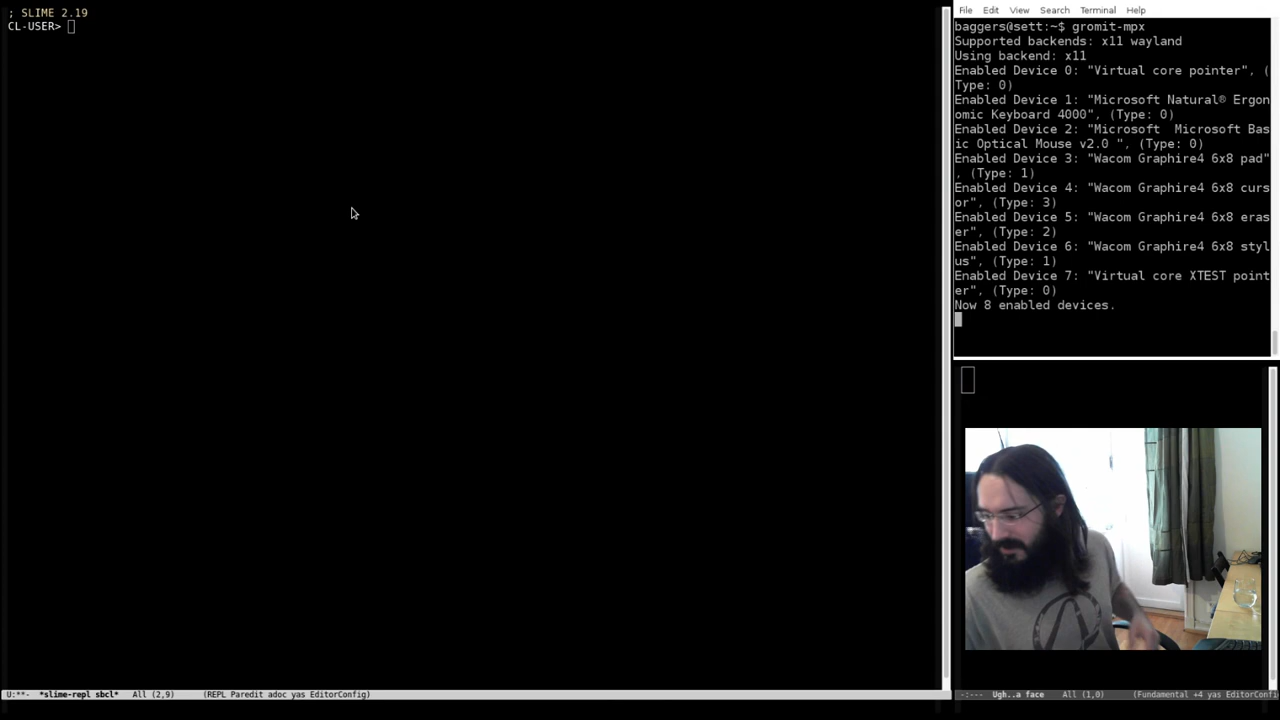 ; SLIME 2.19
CL-USER>
U:**-  *slime-repl sbcl*   All (2,9)      (REPL Paredit adoc yas EditorConfig)
File Edit View Search Terminal Help
baggers@sett:~$ gromit-mpx
Supported backends: x11 wayland
Using backend: x11
Enabled Device 0: "Virtual core pointer", (
Type: 0)
Enabled Device 1: "Microsoft Natural® Ergon
omic Keyboard 4000", (Type: 0)
Enabled Device 2: "Microsoft  Microsoft Bas
ic Optical Mouse v2.0 ", (Type: 0)
Enabled Device 3: "Wacom Graphire4 6x8 pad"
, (Type: 1)
Enabled Device 4: "Wacom Graphire4 6x8 curs
or", (Type: 3)
Enabled Device 5: "Wacom Graphire4 6x8 eras
er", (Type: 2)
Enabled Device 6: "Wacom Graphire4 6x8 styl
us", (Type: 1)
Enabled Device 7: "Virtual core XTEST point
er", (Type: 0)
Now 8 enabled devices.
-:---  Ugh..a face    All (1,0)      (Fundamental +4 yas EditorConfi